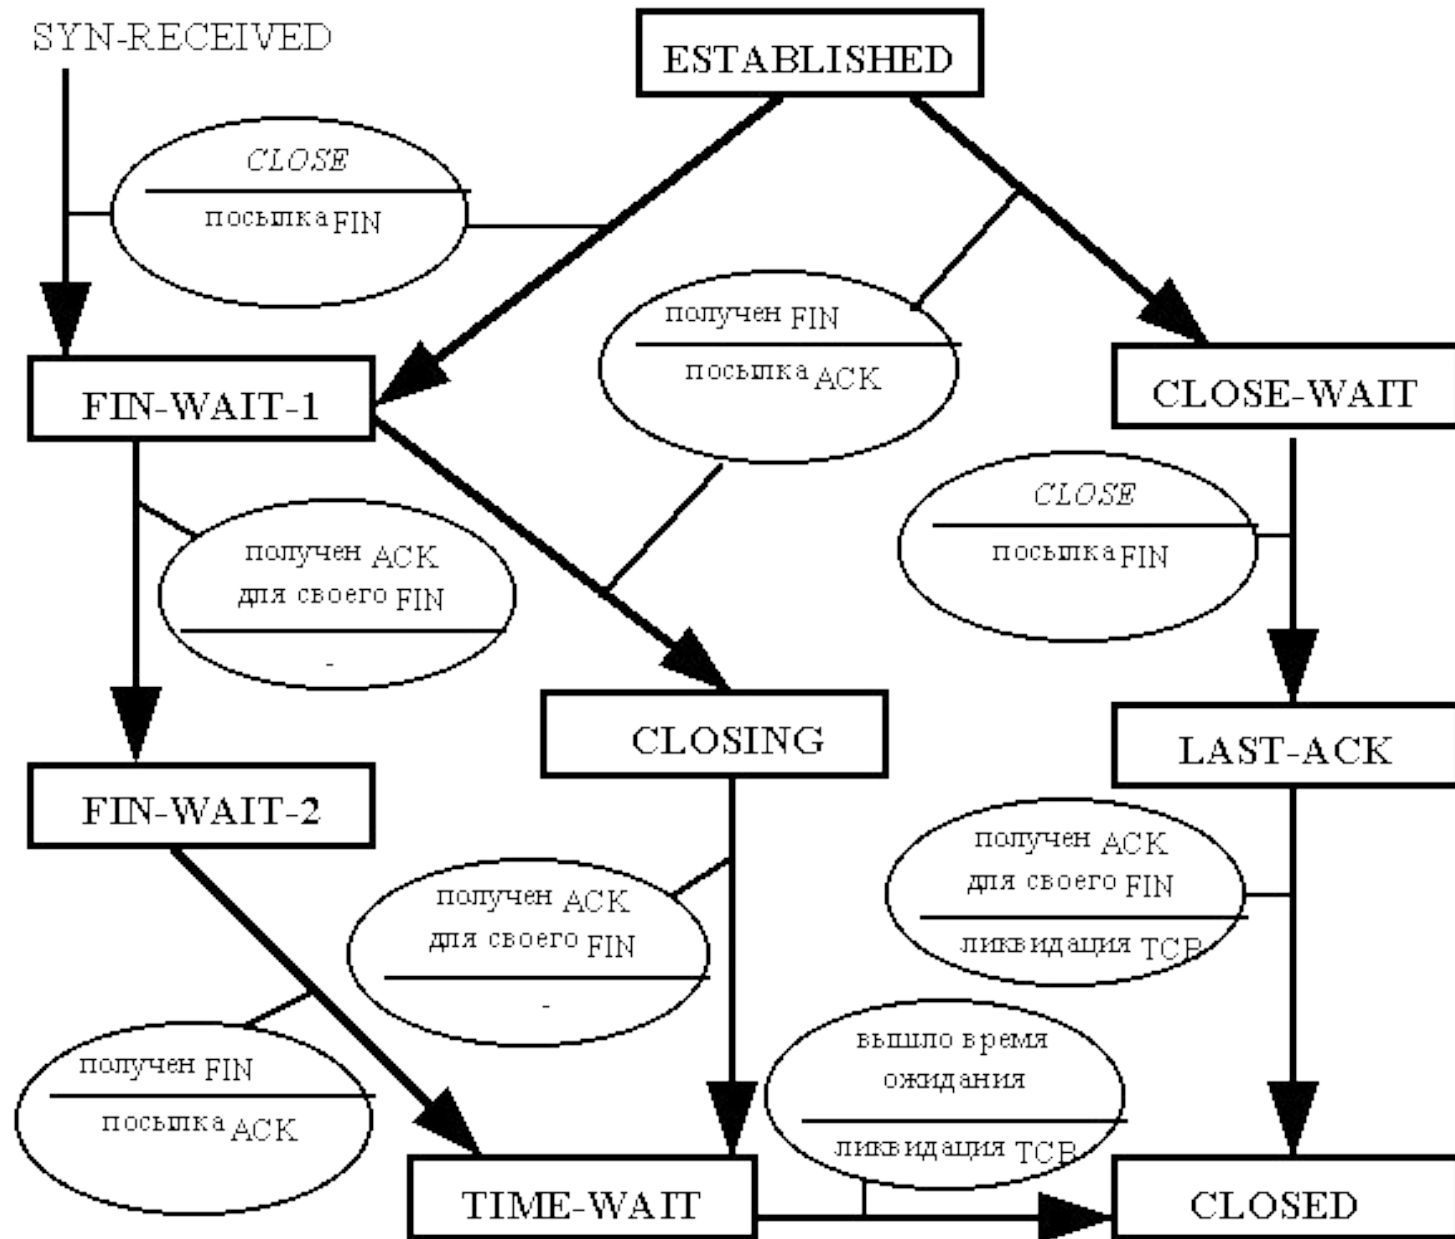 SYN-RECEIVED
ESTABLISHED
CLOSE
посылка FIN
получен FIN
посылка ACK
FIN-WAIT-1
CLOSE-WAIT
CLOSE
посылка FIN
получен ACK
для своего FIN
-
CLOSING
LAST-ACK
FIN-WAIT-2
получен ACK
для своего FIN
ликвидация TCB
получен ACK
для своего FIN
-
вышло время
ожидания
ликвидация TCB
получен FIN
посылка ACK
TIME-WAIT
CLOSED